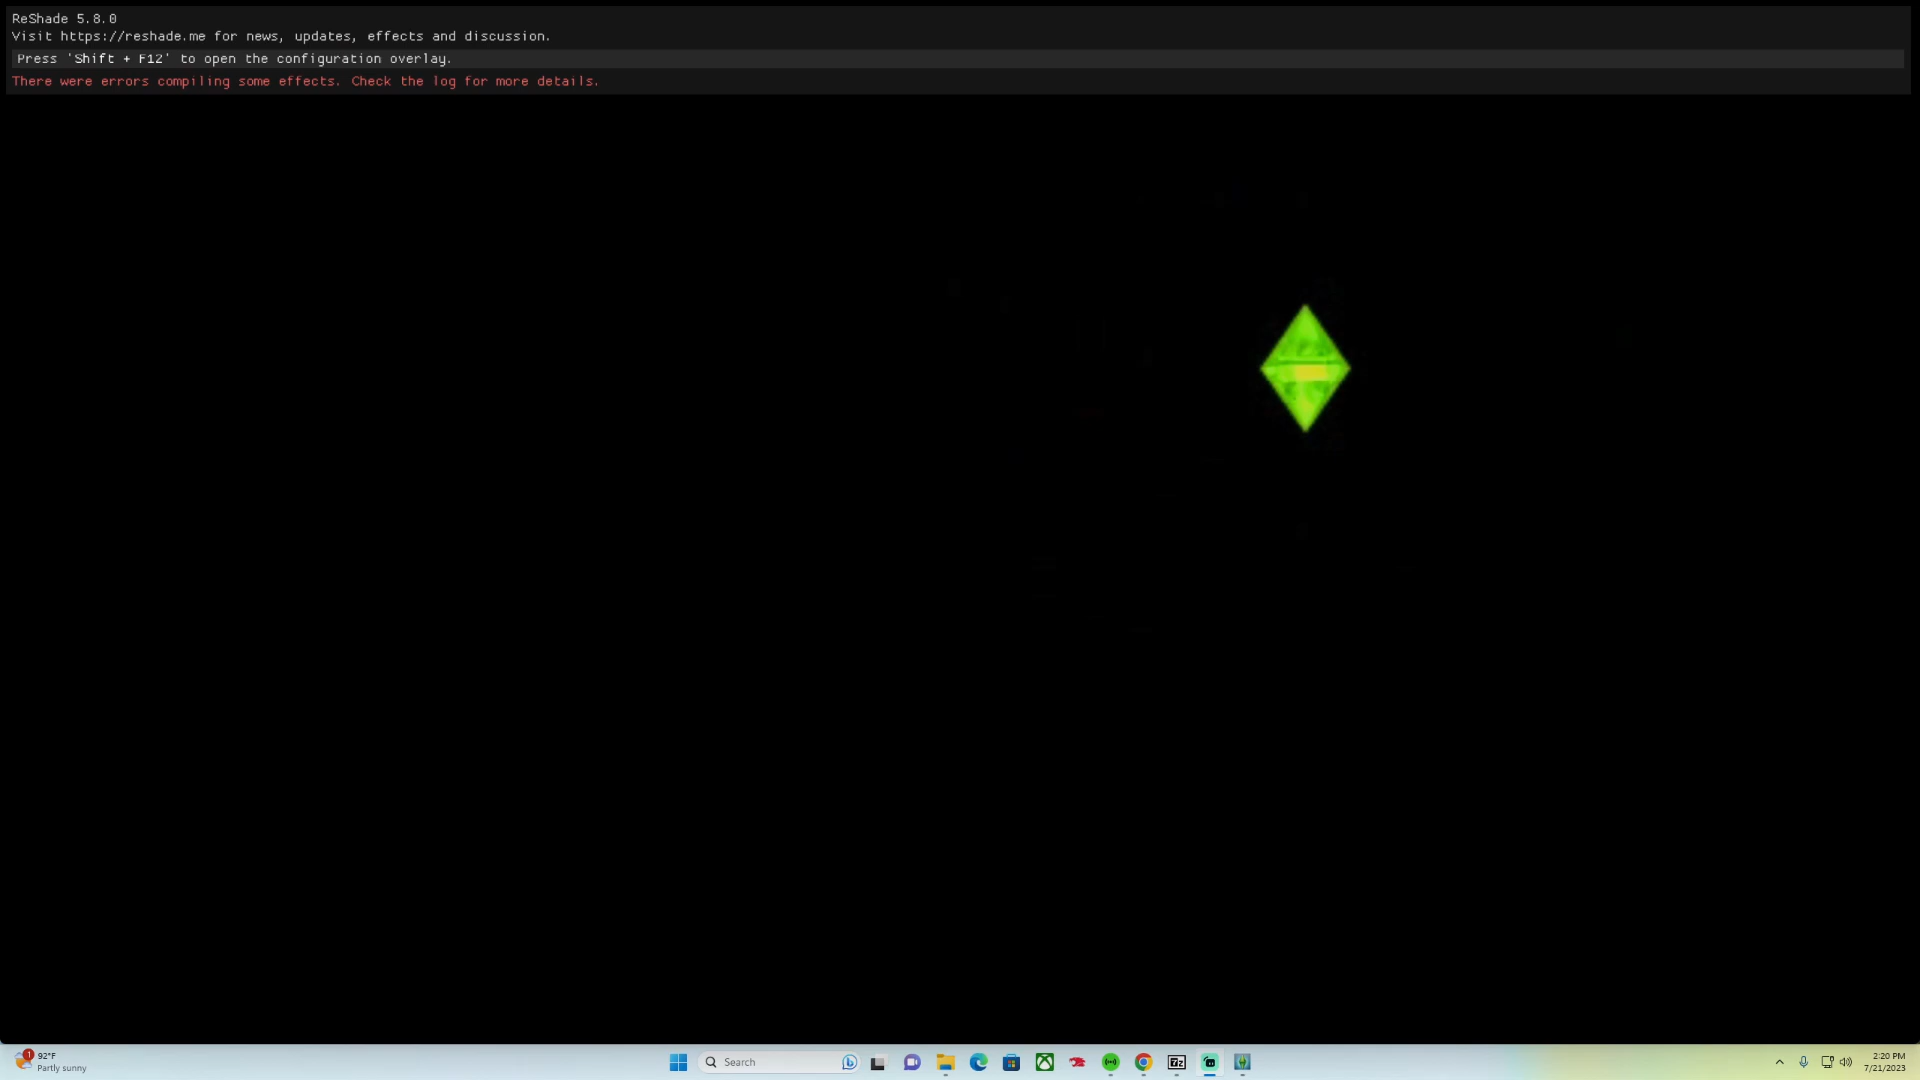 ReShade 5.8.0
Visit https://reshade.me for news, updates, effects and discussion.
Press 'Shift + F12' to open the configuration overlay.
There were errors compiling some effects. Check the log for more details.
1
92°F
Partly sunny
Search
7z
2:20 PM
7/21/2023